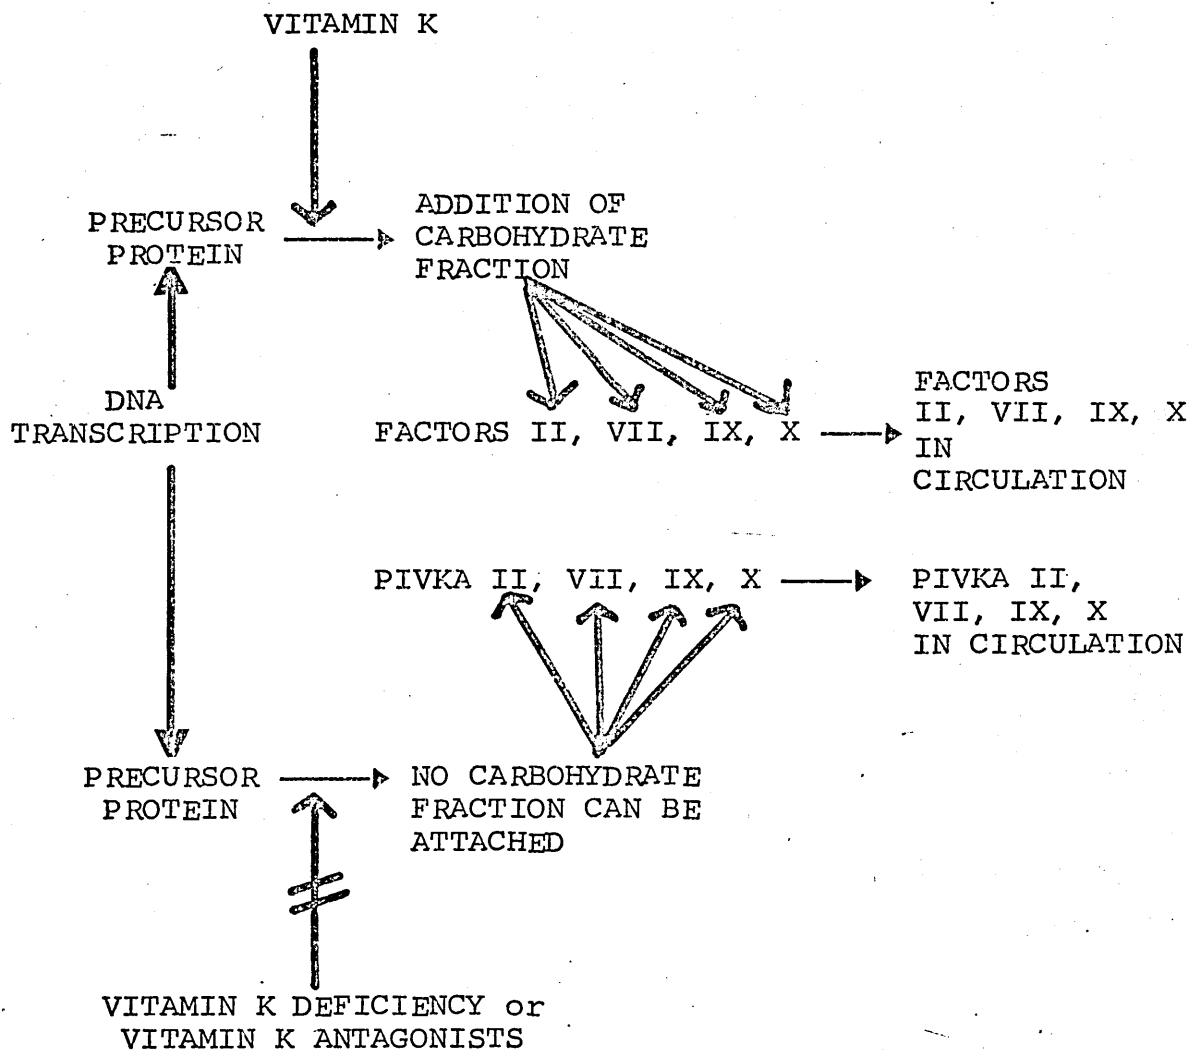 VITAMIN K
PRECURSOR
PROTEIN
ADDITION OF
CARBOHYDRATE
FRACTION
DNA
TRANSCRIPTION
FACTORS II, VII, IX, X
FACTORS
II, VII, IX, X
IN
CIRCULATION
PIVKA II, VII, IX, X
PIVKA II,
VII, IX, X
IN CIRCULATION
PRECURSOR
PROTEIN
NO CARBOHYDRATE
FRACTION CAN BE
ATTACHED
VITAMIN K DEFICIENCY or
VITAMIN K ANTAGONISTS